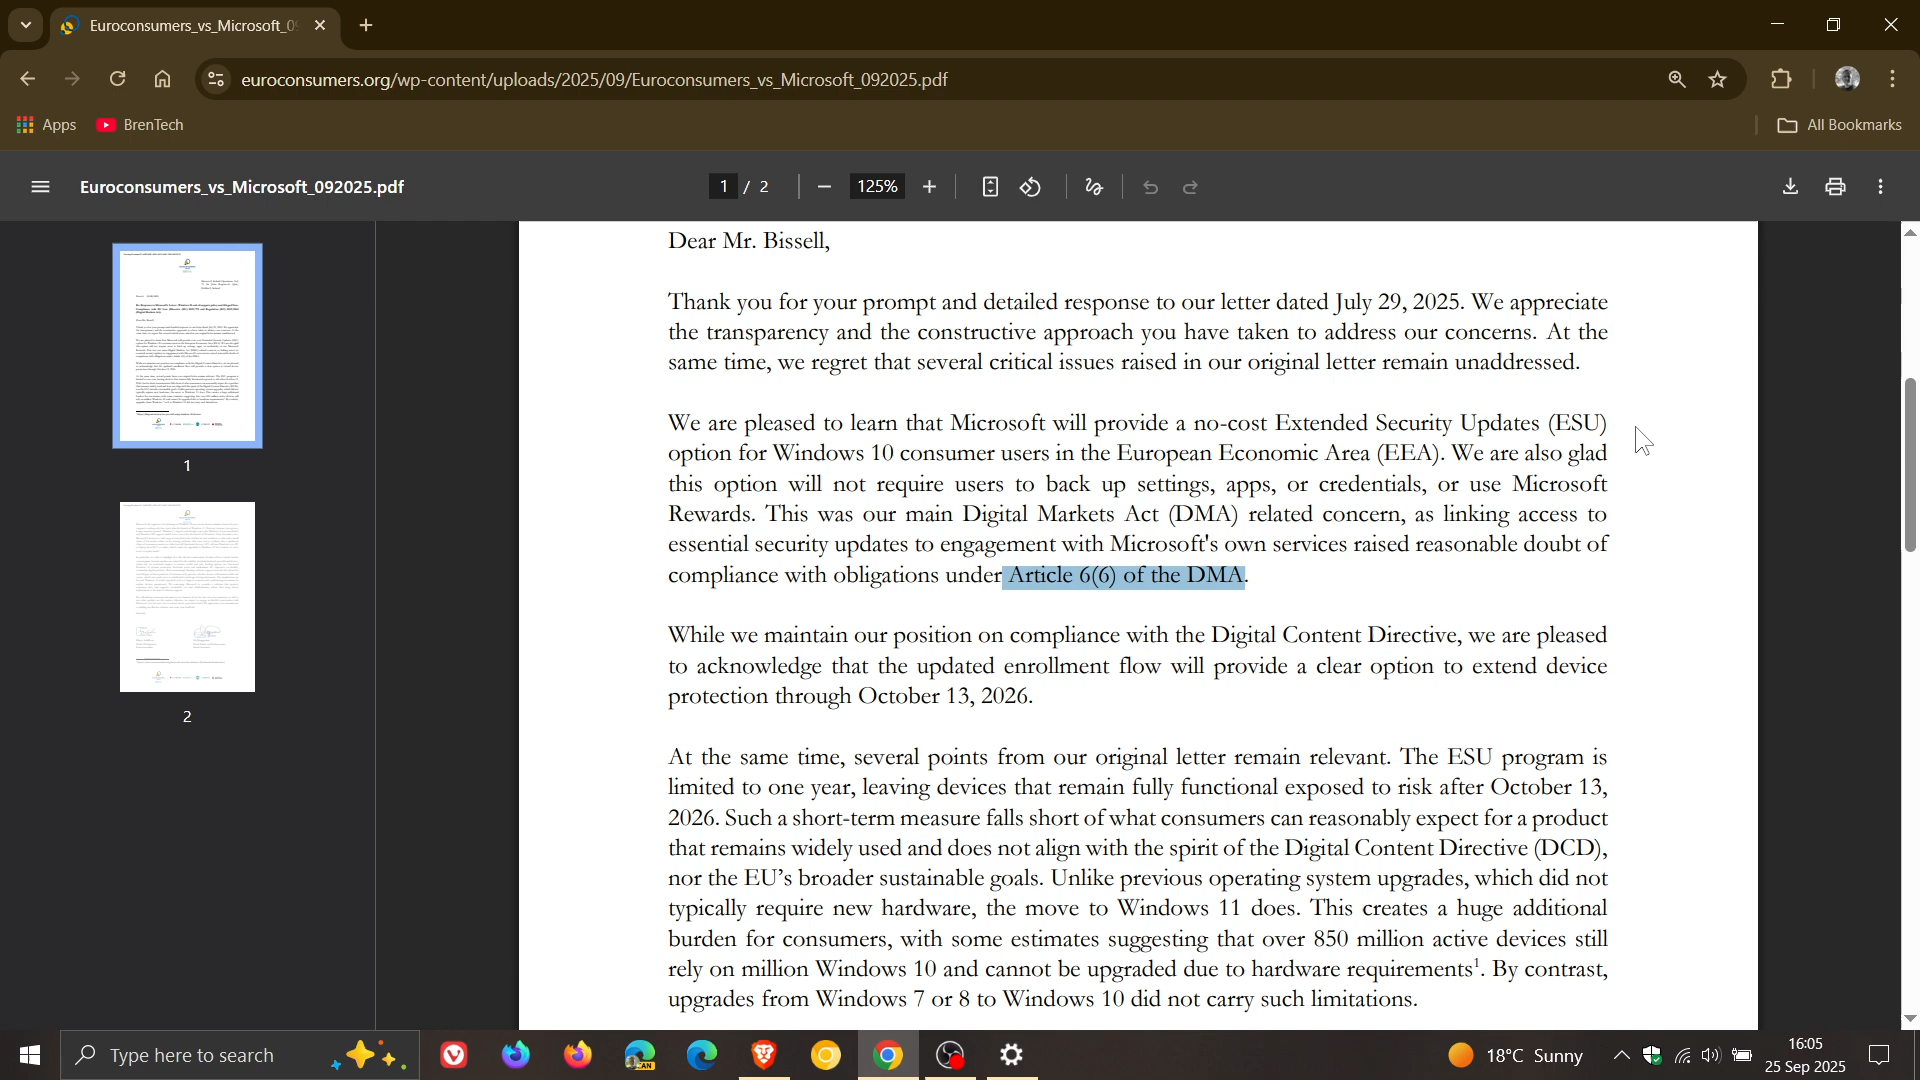 Euroconsumers_vs_Microsoft_09
euroconsumers.org/wp-content/uploads/2025/09/Euroconsumers_vs_Microsoft_092025.pdf
Apps
BrenTech
All Bookmarks
Euroconsumers_vs_Microsoft_092025.pdf
1 / 2
125%
1
2
Dear Mr. Bissell,
Thank you for your prompt and detailed response to our letter dated July 29, 2025. We appreciate
the transparency and the constructive approach you have taken to address our concerns. At the
same time, we regret that several critical issues raised in our original letter remain unaddressed.
We are pleased to learn that Microsoft will provide a no-cost Extended Security Updates (ESU)
option for Windows 10 consumer users in the European Economic Area (EEA). We are also glad
this option will not require users to back up settings, apps, or credentials, or use Microsoft
Rewards. This was our main Digital Markets Act (DMA) related concern, as linking access to
essential security updates to engagement with Microsoft's own services raised reasonable doubt of
compliance with obligations under Article 6(6) of the DMA.
While we maintain our position on compliance with the Digital Content Directive, we are pleased
to acknowledge that the updated enrollment flow will provide a clear option to extend device
protection through October 13, 2026.
At the same time, several points from our original letter remain relevant. The ESU program is
limited to one year, leaving devices that remain fully functional exposed to risk after October 13,
2026. Such a short-term measure falls short of what consumers can reasonably expect for a product
that remains widely used and does not align with the spirit of the Digital Content Directive (DCD),
nor the EU’s broader sustainable goals. Unlike previous operating system upgrades, which did not
typically require new hardware, the move to Windows 11 does. This creates a huge additional
burden for consumers, with some estimates suggesting that over 850 million active devices still
rely on million Windows 10 and cannot be upgraded due to hardware requirements¹. By contrast,
upgrades from Windows 7 or 8 to Windows 10 did not carry such limitations.
Type here to search
CAN
18°C Sunny
16:05
25 Sep 2025